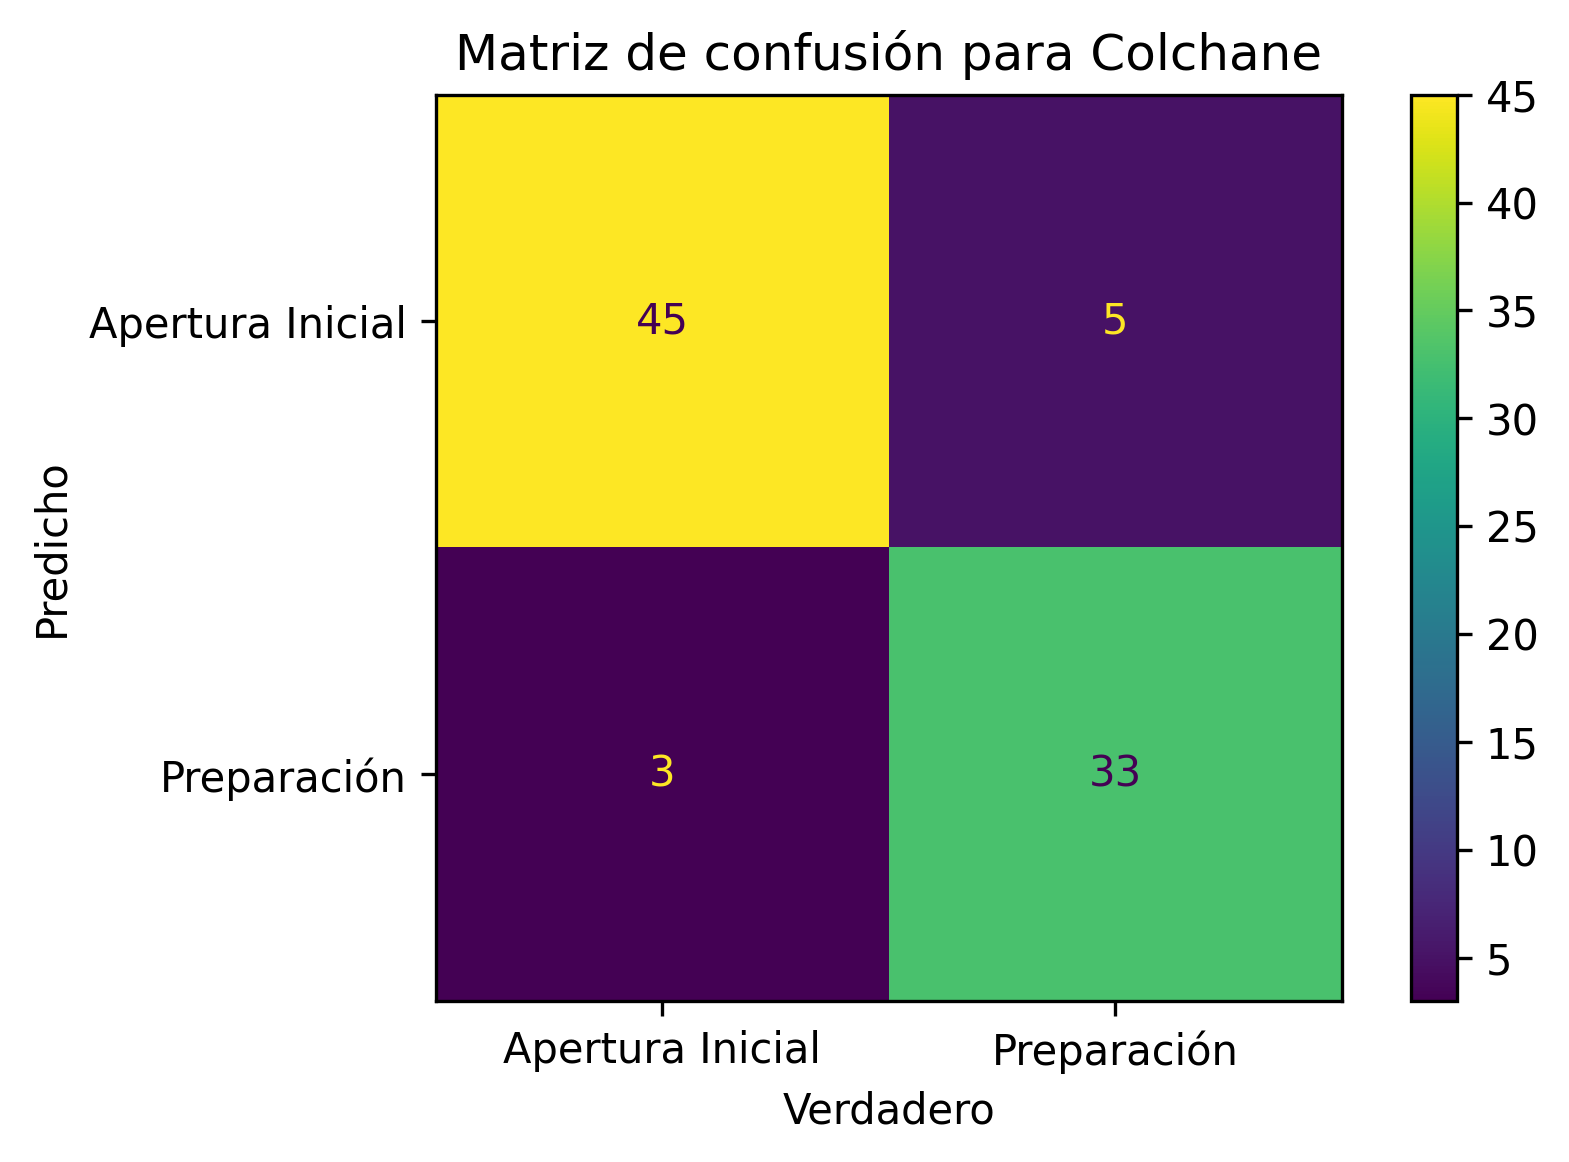 Matriz de confusión para Colchane
Predicho
Apertura Inicial
45
5
Preparación
3
33
Apertura Inicial
Preparación
Verdadero
45
40
35
30
25
20
15
10
5